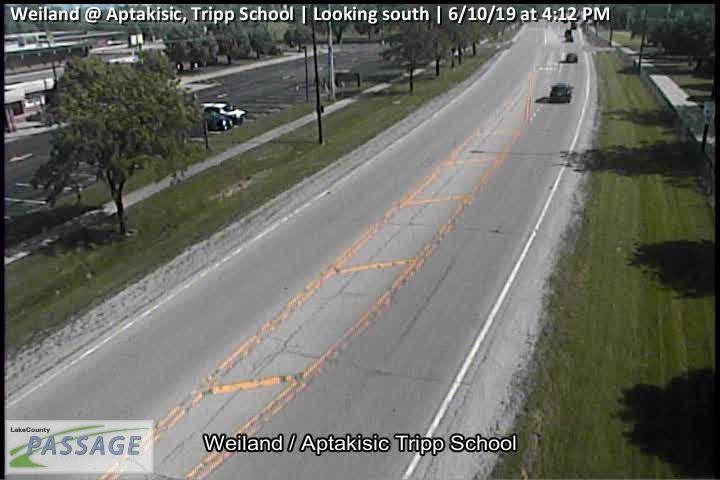 Weiland @ Aptakisic, Tripp School | Looking south | 6/10/19 at 4:12 PM
LakeCounty
PASSAGE
Weiland / Aptakisic Tripp School